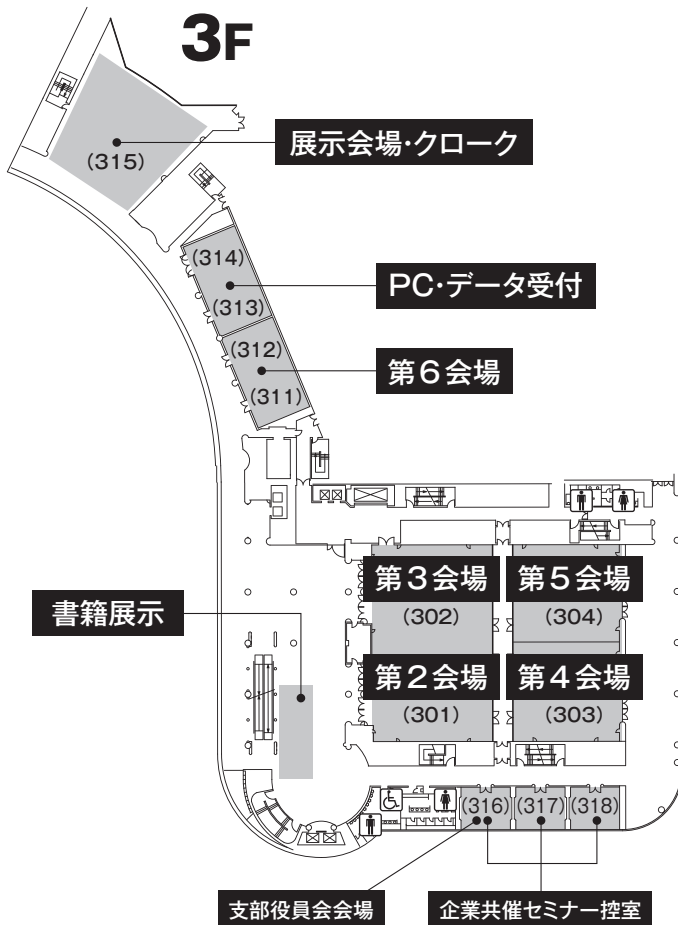 3F
展示会場・クローク
(315)
(314)
PC・データ受付
(313)
(312)
第6会場
(311)
第3会場
第5会場
(302)
(304)
書籍展示
第2会場
第4会場
(301)
(303)
(316)
(317)
(318)
支部役員会会場
企業共催セミナー控室